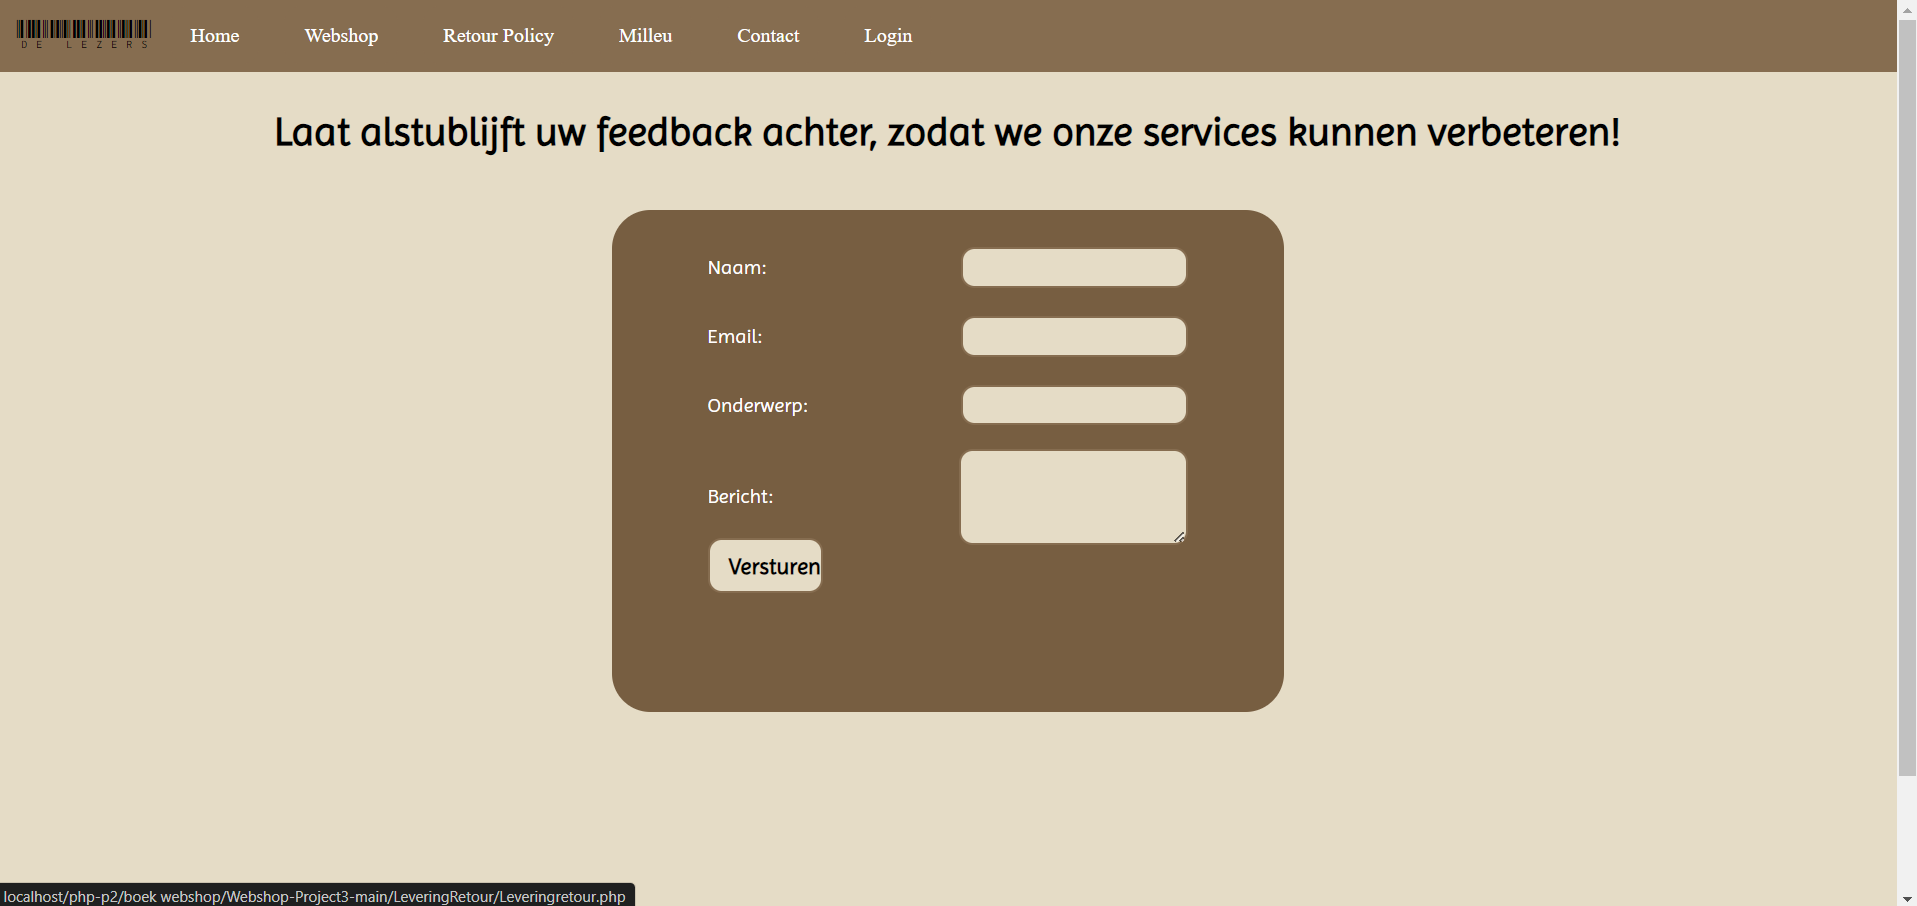 DE LEZERS
Home Webshop Retour Policy Milleu Contact Login
Laat alstublijft uw feedback achter, zodat we onze services kunnen verbeteren!
Naam:
Email:
Onderwerp:
Bericht:
Versturen
localhost/php-p2/boek webshop/Webshop-Project3-main/LeveringRetour/Leveringretour.php